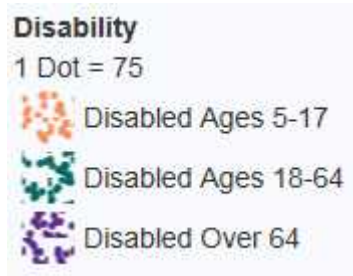 Disability
1 Dot = 75
Disabled Ages 5-17
Disabled Ages 18-64
Disabled Over 64